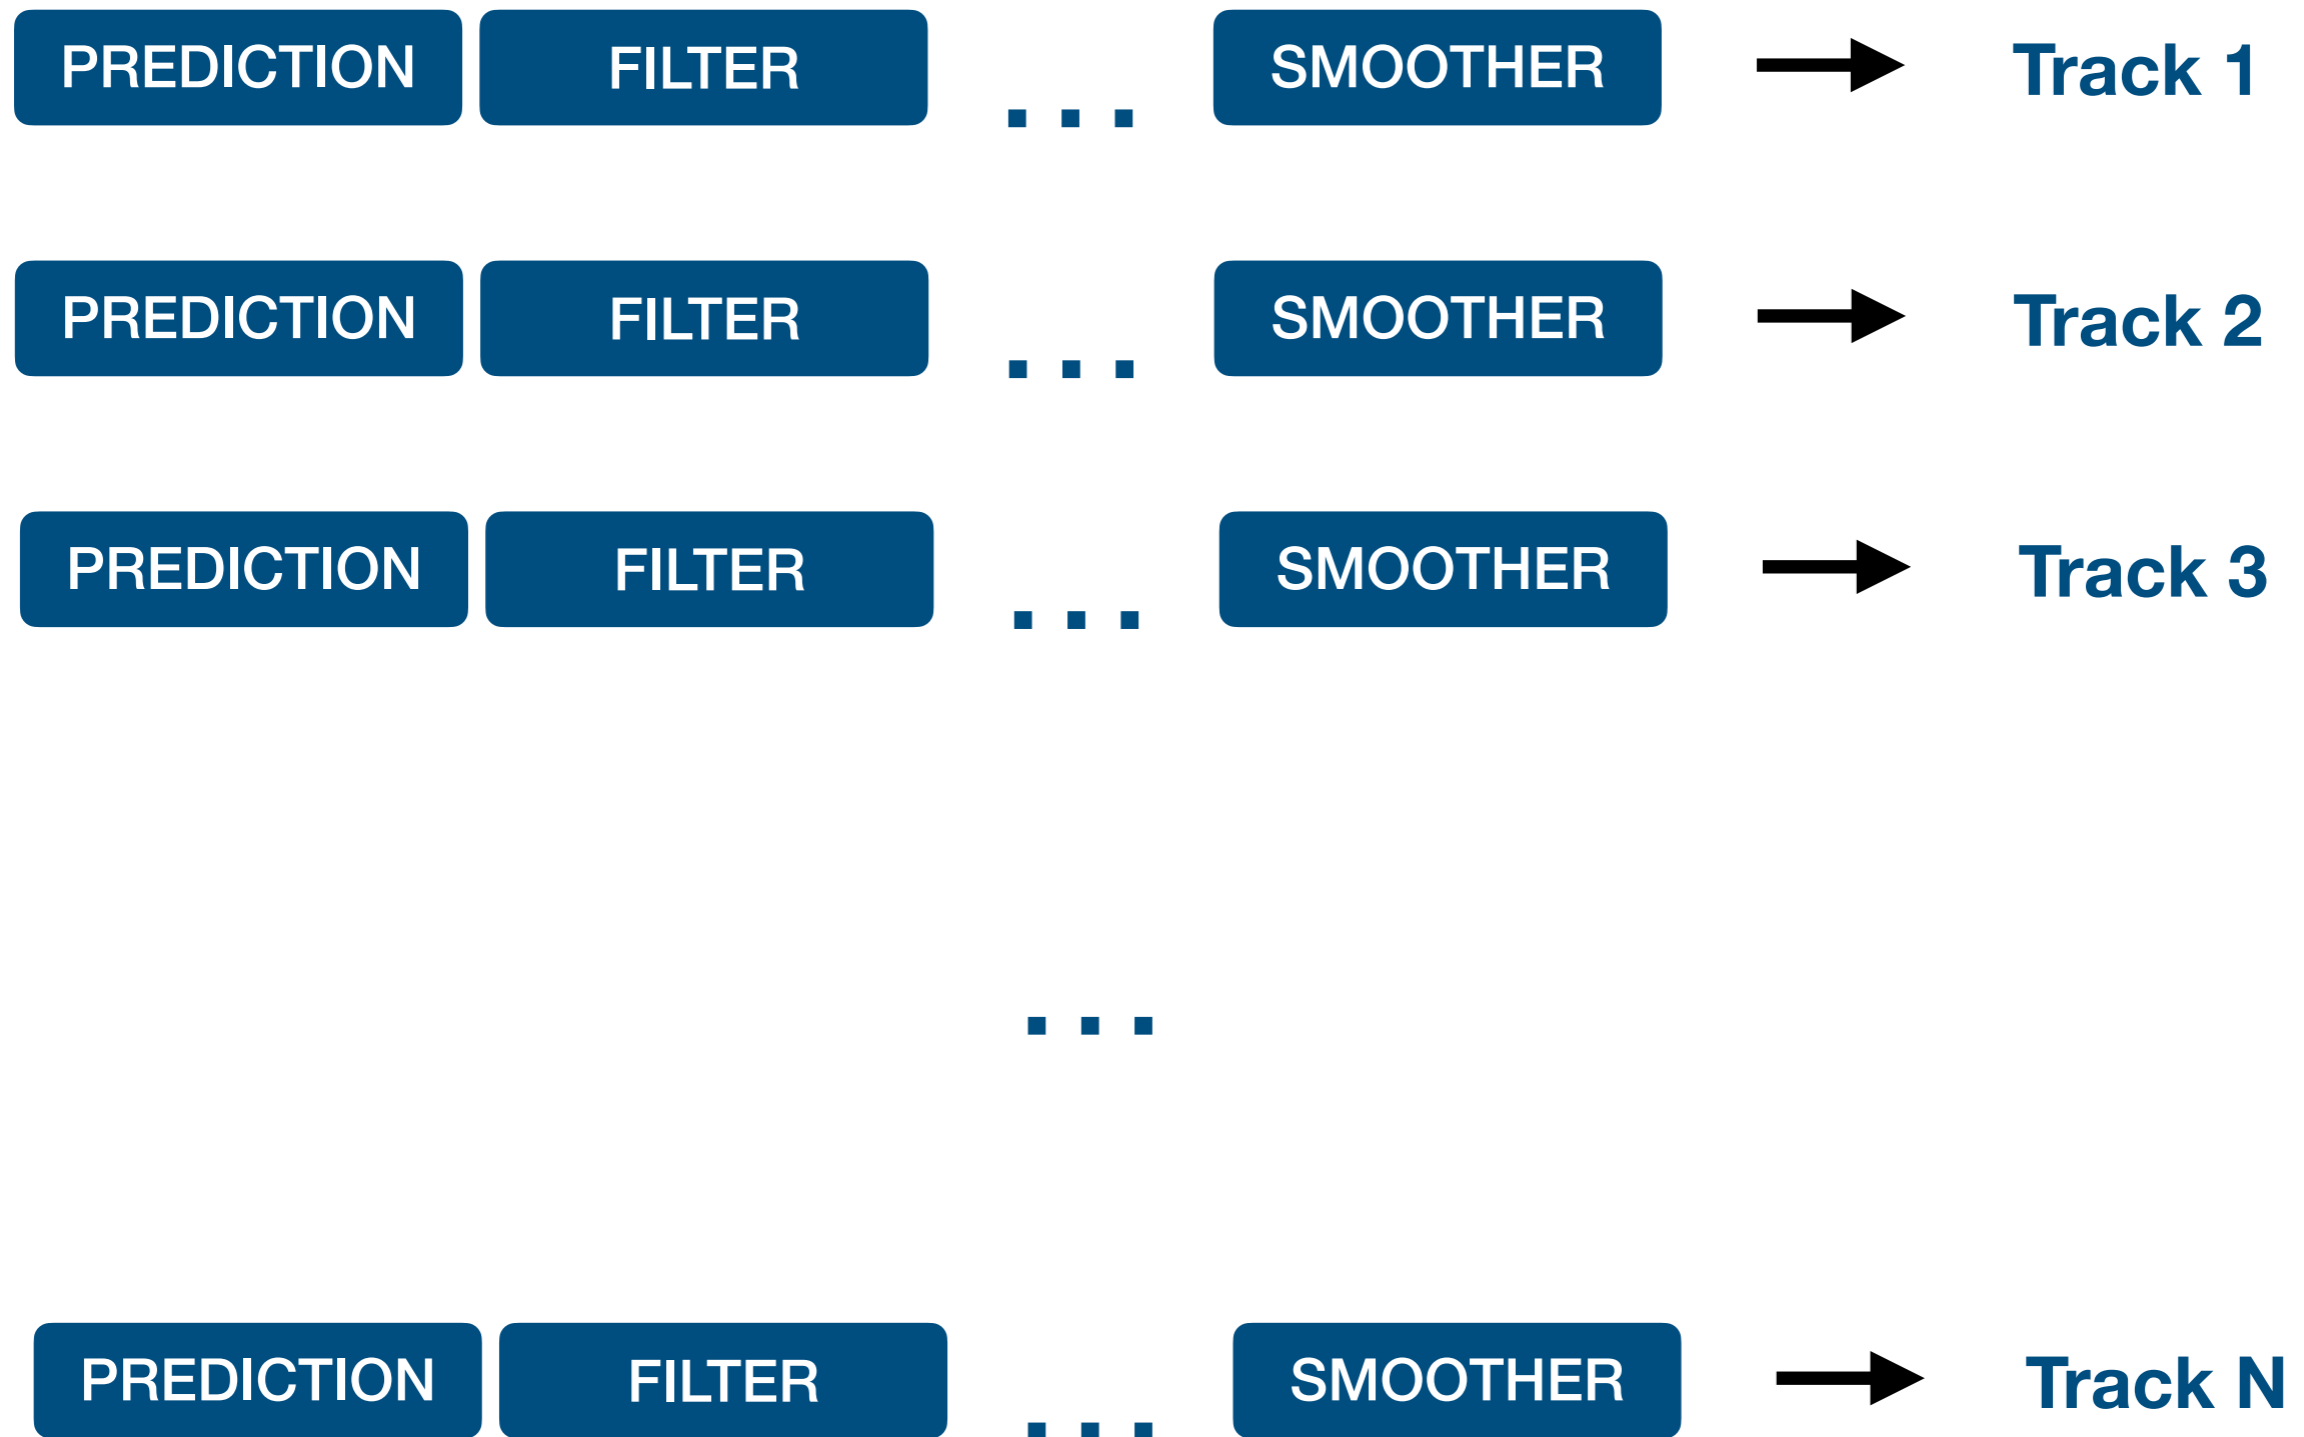 PREDICTION FILTER ... SMOOTHER Track 1
PREDICTION FILTER ... SMOOTHER Track 2
PREDICTION FILTER ... SMOOTHER Track 3
...
PREDICTION FILTER ... SMOOTHER Track N